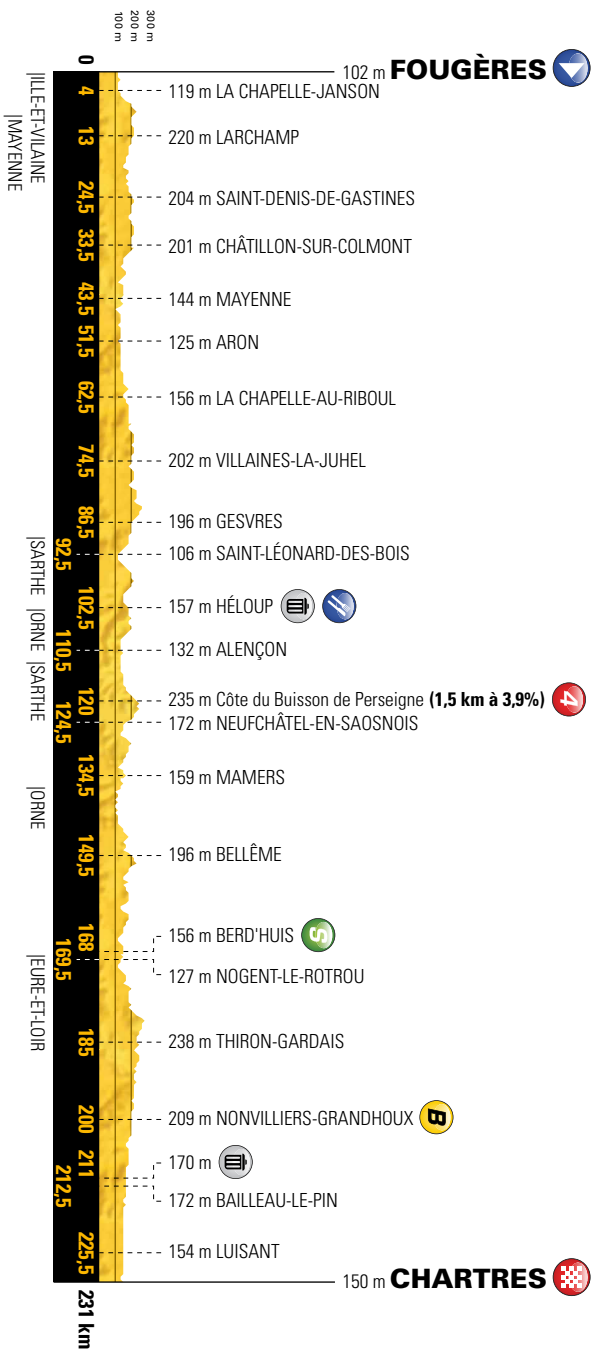 100 m
200 m
300 m
0
102 m FOUGÈRES
4
119 m LA CHAPELLE-JANSON
|ILLE-ET-VILAINE
|MAYENNE
13
220 m LARCHAMP
24,5
204 m SAINT-DENIS-DE-GASTINES
33,5
201 m CHÂTILLON-SUR-COLMONT
43,5
144 m MAYENNE
51,5
125 m ARON
62,5
156 m LA CHAPELLE-AU-RIBOUL
74,5
202 m VILLAINES-LA-JUHEL
86,5
196 m GESVRES
92,5
106 m SAINT-LÉONARD-DES-BOIS
|SARTHE
102,5
157 m HÉLOUP
|ORNE
110,5
132 m ALENÇON
|SARTHE
120
235 m Côte du Buisson de Perseigne (1,5 km à 3,9%) 4
124,5
172 m NEUFCHÂTEL-EN-SAOSNOIS
134,5
159 m MAMERS
|ORNE
149,5
196 m BELLÊME
168
156 m BERD'HUIS S
169,5
127 m NOGENT-LE-ROTROU
|EURE-ET-LOIR
185
238 m THIRON-GARDAIS
200
209 m NONVILLIERS-GRANDHOUX B
211
170 m
212,5
172 m BAILLEAU-LE-PIN
225,5
154 m LUISANT
231 km
150 m CHARTRES